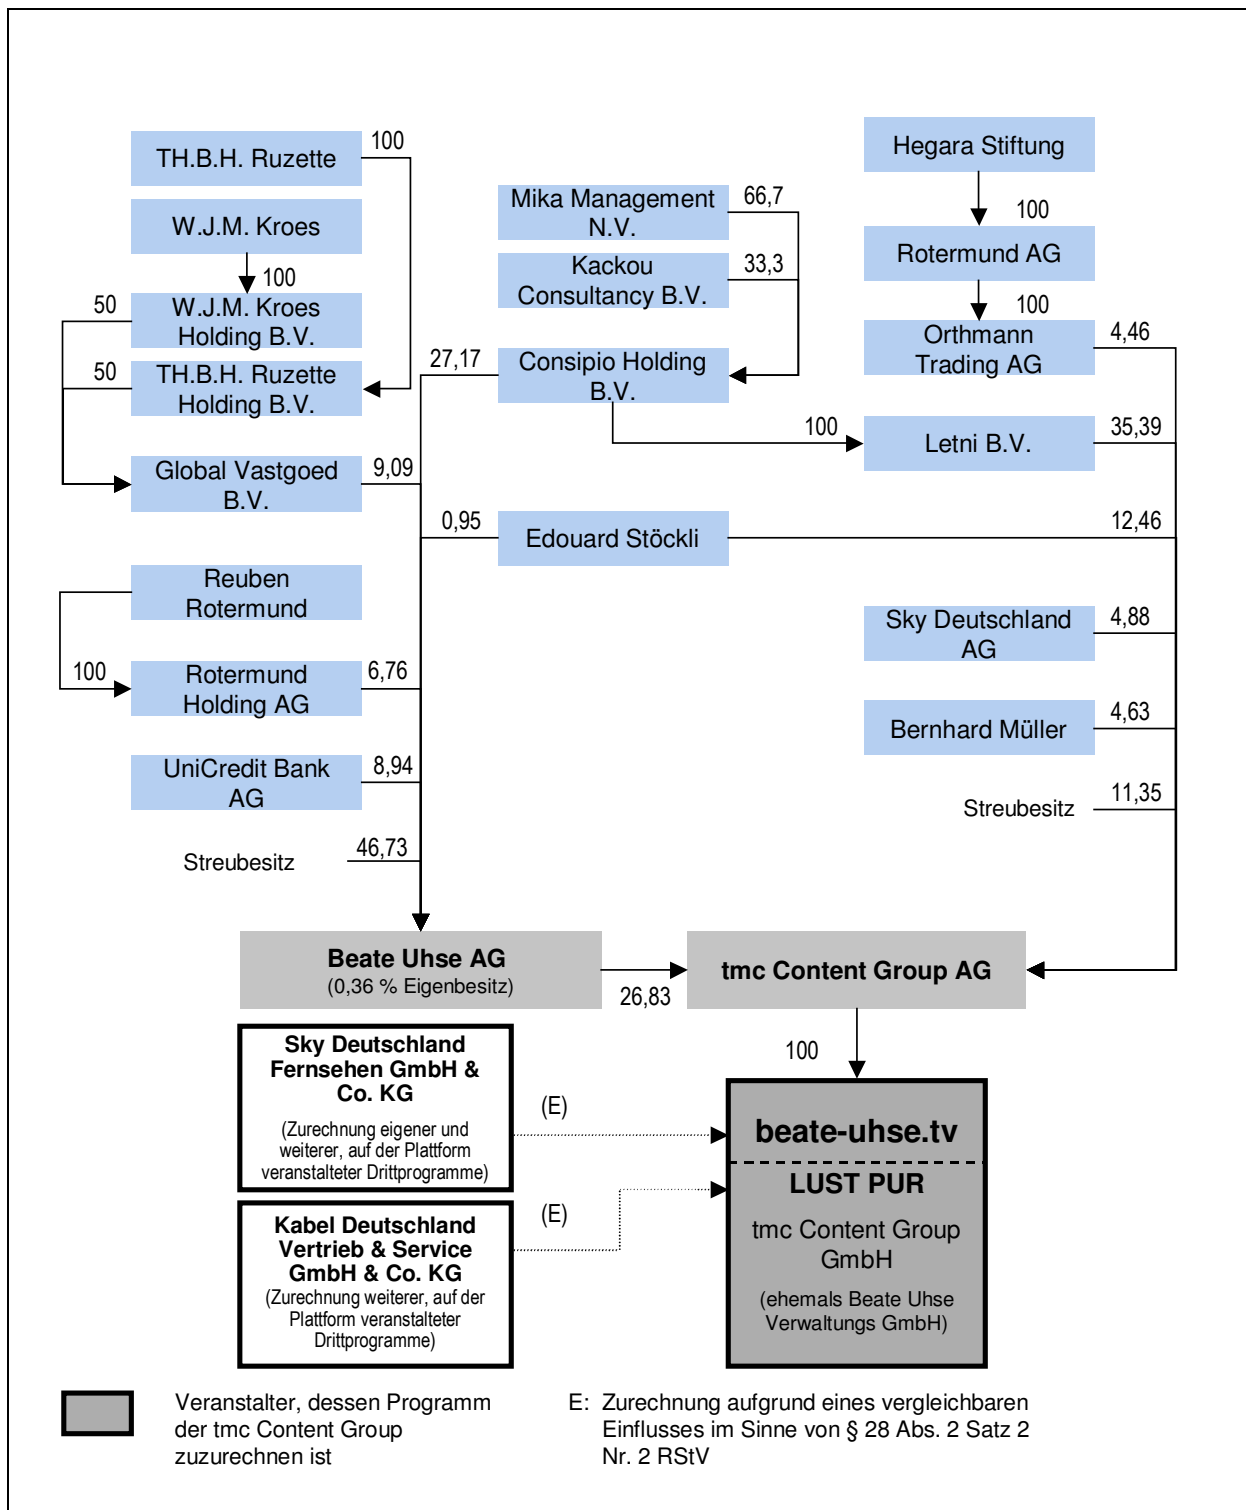 TH.B.H. Ruzette
100
W.J.M. Kroes
100
50
W.J.M. Kroes
Holding B.V.
50
TH.B.H. Ruzette
Holding B.V.
Global Vastgoed
B.V.
9,09
Reuben
Rotermund
100
Rotermund
Holding AG
6,76
UniCredit Bank
AG
8,94
Streubesitz
46,73
Mika Management
N.V.
66,7
Kackou
Consultancy B.V.
33,3
27,17
Consipio Holding
B.V.
100
0,95
Edouard Stöckli
12,46
Hegara Stiftung
100
Rotermund AG
100
Orthmann
Trading AG
4,46
Letni B.V.
35,39
Sky Deutschland
AG
4,88
Bernhard Müller
4,63
Streubesitz
11,35
Beate Uhse AG
(0,36 % Eigenbesitz)
26,83
tmc Content Group AG
100
Sky Deutschland
Fernsehen GmbH &
Co. KG
(Zurechnung eigener und
weiterer, auf der Plattform
veranstalteter Drittprogramme)
(E)
Kabel Deutschland
Vertrieb & Service
GmbH & Co. KG
(Zurechnung weiterer, auf der
Plattform veranstalteter
Drittprogramme)
(E)
beate-uhse.tv
LUST PUR
tmc Content Group
GmbH
(ehemals Beate Uhse
Verwaltungs GmbH)
Veranstalter, dessen Programm
der tmc Content Group
zuzurechnen ist
E: Zurechnung aufgrund eines vergleichbaren
Einflusses im Sinne von § 28 Abs. 2 Satz 2
Nr. 2 RStV